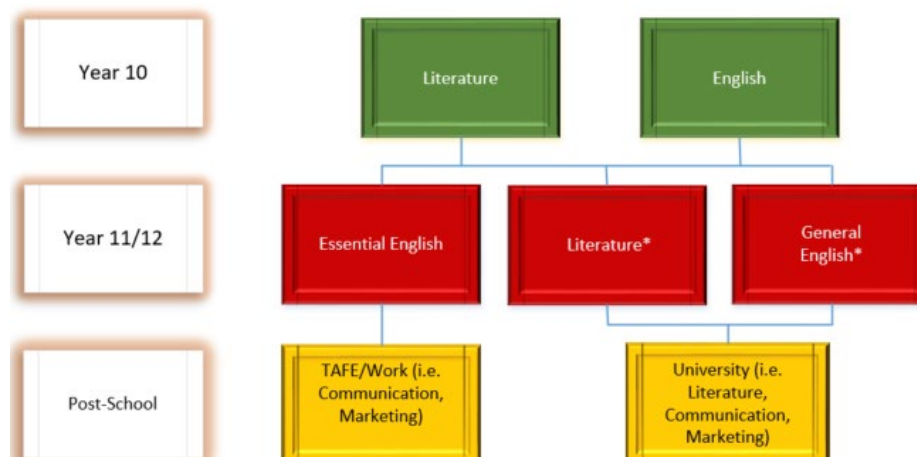 Year 10
Literature
English
Year 11/12
Essential English
Literature*
General
English*
Post-School
TAFE/Work (i.e.
Communication,
Marketing)
University (i.e.
Literature,
Communication,
Marketing)